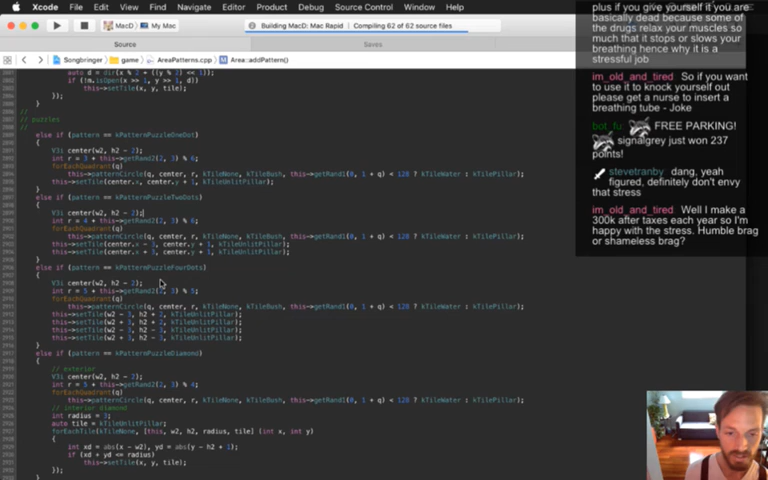 Xcode File Edit View Find Navigate Editor Product Debug Source Control Window Help
MacD My Mac Building MacD: Mac Rapid Compiling 62 of 62 source files
Source Saves
Songbringer game AreaPatterns.cpp Area::addPattern()
auto d = dir(x % 2 + ((y % 2) << 1));
if (!m.isOpen(x >> 1, y >> 1, d))
this->setTile(x, y, tile);
});
}
//
// puzzles
//
else if (pattern == kPatternPuzzleOneDot)
{
V3i center(w2, h2 - 2);
int r = 3 + this->getRand2(2, 3) % 6;
forEachQuadrant(q)
this->patternCircle(q, center, r, kTileNone, kTileBush, this->getRand1(0, 1 + q) < 128 ? kTileWater : kTilePit);
this->setTile(center.x, center.y + 1, kTileUnlitPillar);
}
else if (pattern == kPatternPuzzleTwoDots)
{
V3i center(w2, h2 - 2);
int r = 4 + this->getRand2(2, 3) % 6;
forEachQuadrant(q)
this->patternCircle(q, center, r, kTileNone, kTileBush, this->getRand1(0, 1 + q) < 128 ? kTileWater : kTilePit);
this->setTile(center.x - 3, center.y + 1, kTileUnlitPillar);
this->setTile(center.x + 3, center.y + 1, kTileUnlitPillar);
}
else if (pattern == kPatternPuzzleFourDots)
{
V3i center(w2, h2 - 2);
int r = 5 + this->getRand2(2, 3) % 5;
forEachQuadrant(q)
this->patternCircle(q, center, r, kTileNone, kTileBush, this->getRand1(0, 1 + q) < 128 ? kTileWater : kTilePit);
this->setTile(w2 - 3, h2 + 2, kTileUnlitPillar);
this->setTile(w2 + 3, h2 + 2, kTileUnlitPillar);
this->setTile(w2 - 3, h2 - 3, kTileUnlitPillar);
this->setTile(w2 + 3, h2 - 3, kTileUnlitPillar);
}
else if (pattern == kPatternPuzzleDiamond)
{
// exterior
V3i center(w2, h2 - 2);
int r = 5 + this->getRand2(2, 3) % 4;
forEachQuadrant(q)
this->patternCircle(q, center, r, kTileNone, kTileBush, this->getRand1(0, 1 + q) < 128 ? kTileWater : kTilePit);
// interior diamond
int radius = 3;
auto tile = kTileUnlitPillar;
forEachTile(kTileNone, [this, w2, h2, radius, tile] (int x, int y)
{
int xd = abs(x - w2), yd = abs(y - h2 + 1);
if (xd + yd <= radius)
this->setTile(x, y, tile);
});
}
plus if you give yourself it you are
basically dead because some of
the drugs relax your muscles so
much that it stops or slows your
breathing hence why it is a
stressful job
im_old_and_tired So if you want
to use it to knock yourself out
please get a nurse to insert a
breathing tube - Joke
bot_fu FREE PARKING!
signalgrey just won 237
points!
stevetranby dang, yeah
figured, definitely don't envy
that stress
im_old_and_tired Well I make a
300k after taxes each year so I'm
happy with the stress. Humble brag
or shameless brag?